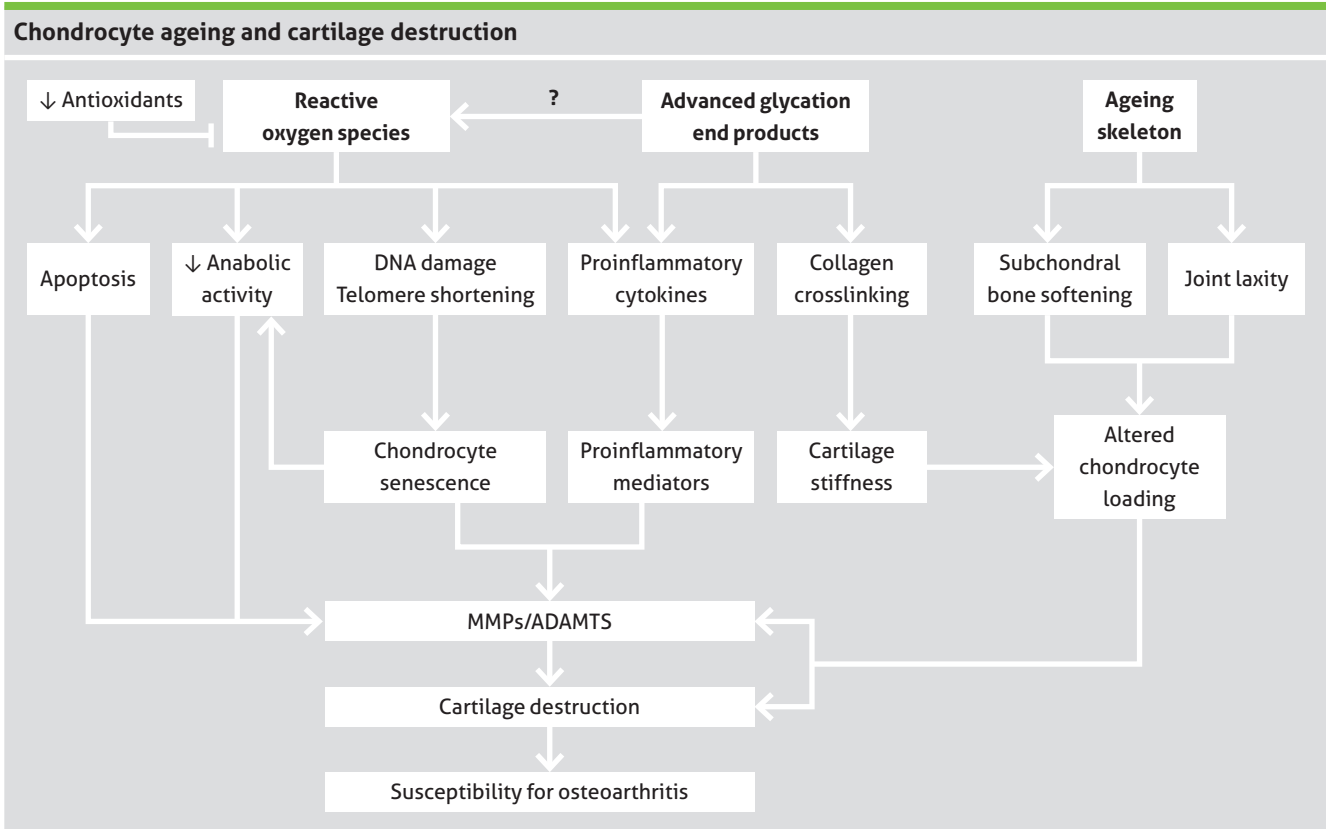 Chondrocyte ageing and cartilage destruction
↓ Antioxidants
Reactive
oxygen species
?
Advanced glycation
end products
Ageing
skeleton
Apoptosis
↓ Anabolic
activity
DNA damage
Telomere shortening
Proinflammatory
cytokines
Collagen
crosslinking
Subchondral
bone softening
Joint laxity
Chondrocyte
senescence
Proinflammatory
mediators
Cartilage
stiffness
Altered
chondrocyte
loading
MMPs/ADAMTS
Cartilage destruction
Susceptibility for osteoarthritis